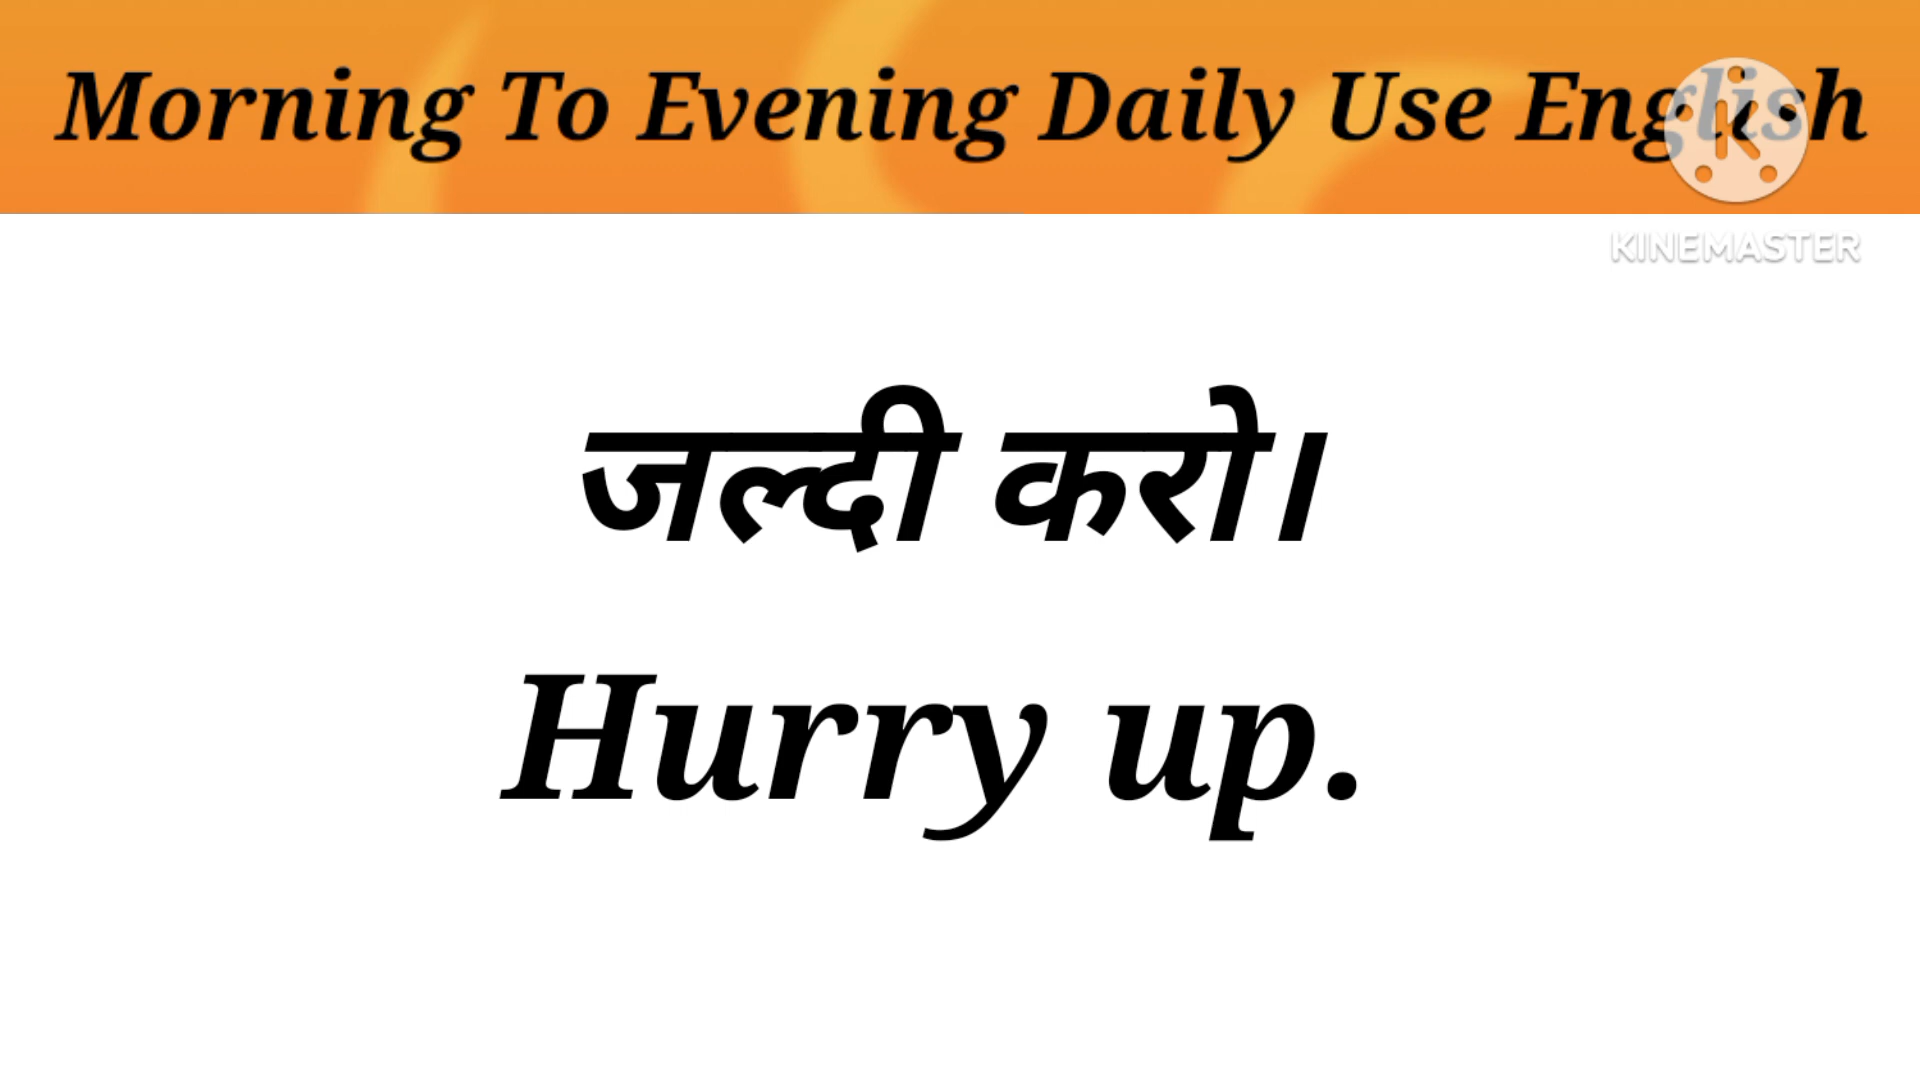 Morning To Evening Daily Use English
KINEMASTER
जल्दी करो।
Hurry up.